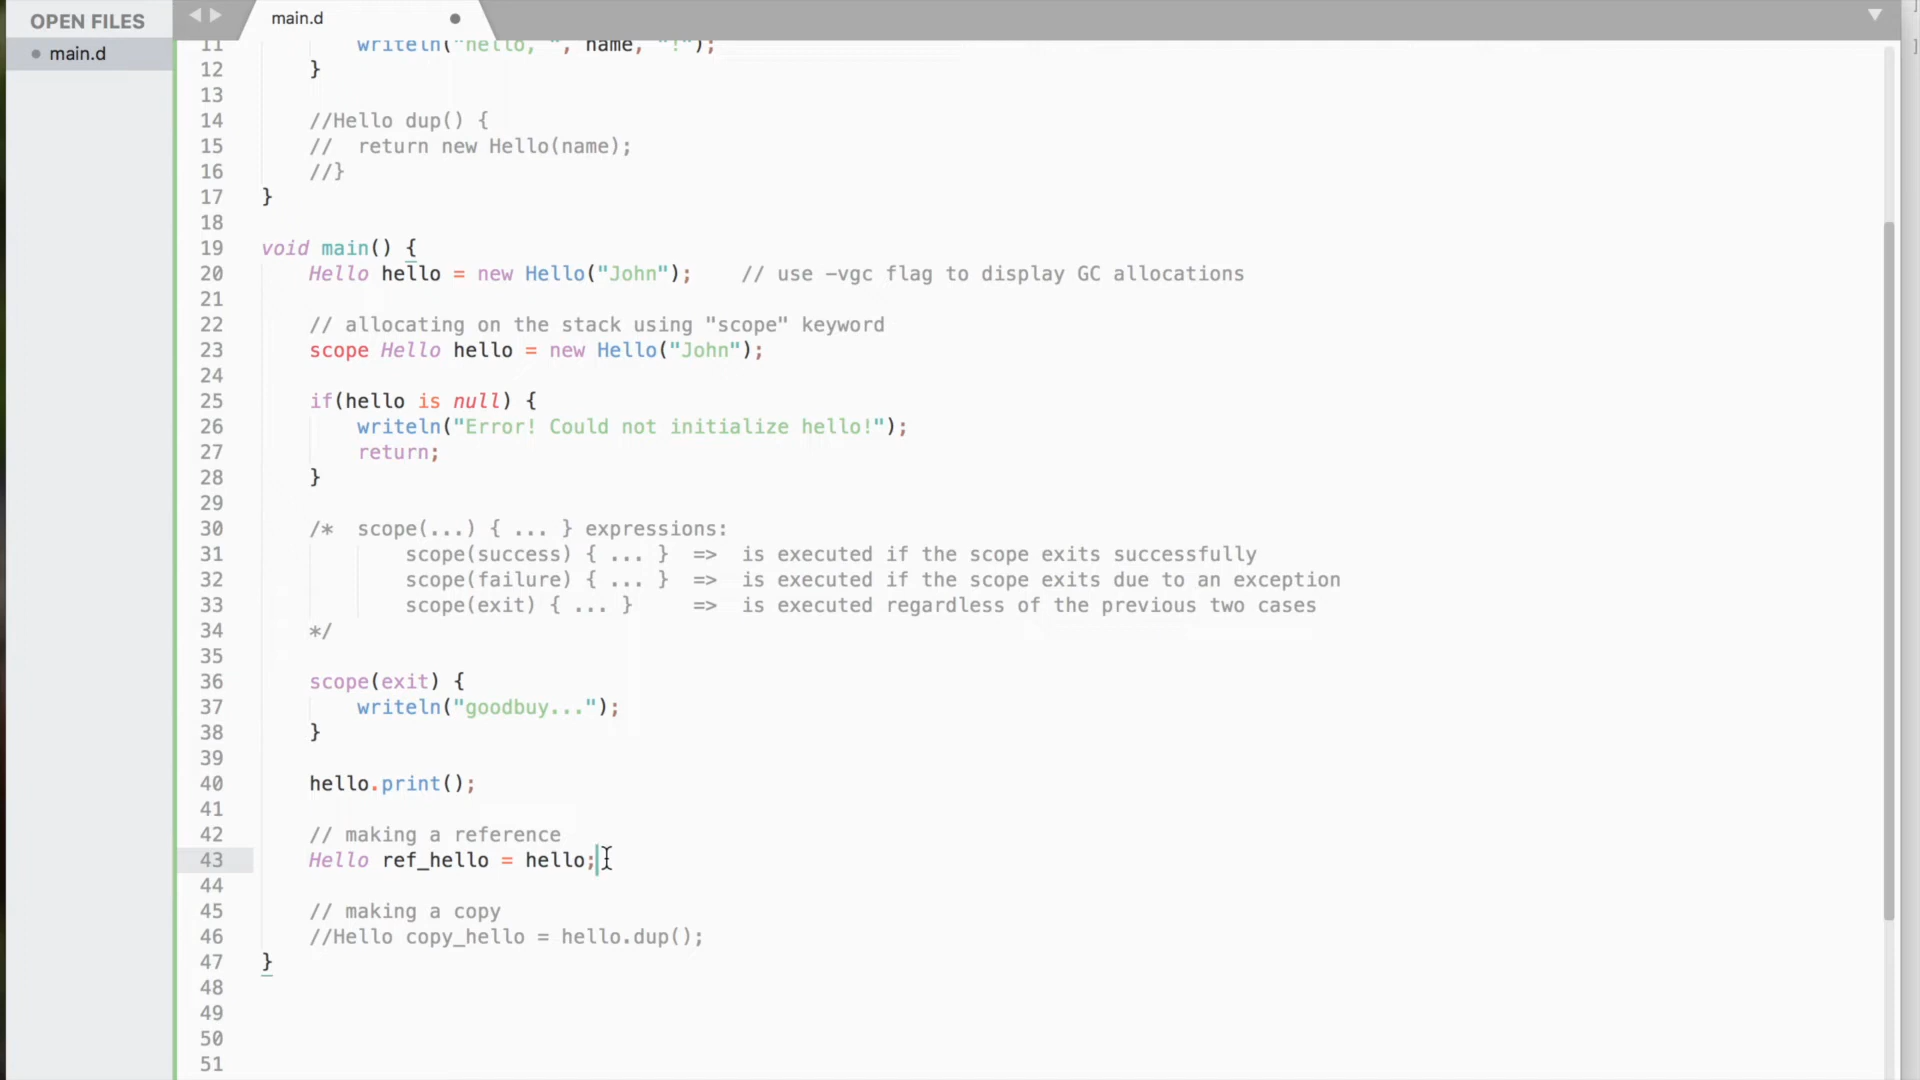 OPEN FILES
main.d
main.d
11 writeln("hello, ", name, "!");
12 }
13
14 //Hello dup() {
15 //  return new Hello(name);
16 //}
17 }
18
19 void main() {
20 Hello hello = new Hello("John");    // use -vgc flag to display GC allocations
21
22 // allocating on the stack using "scope" keyword
23 scope Hello hello = new Hello("John");
24
25 if(hello is null) {
26 writeln("Error! Could not initialize hello!");
27 return;
28 }
29
30 /*  scope(...) { ... } expressions:
31 scope(success) { ... }  =>  is executed if the scope exits successfully
32 scope(failure) { ... }  =>  is executed if the scope exits due to an exception
33 scope(exit) { ... }     =>  is executed regardless of the previous two cases
34 */
35
36 scope(exit) {
37 writeln("goodbuy...");
38 }
39
40 hello.print();
41
42 // making a reference
43 Hello ref_hello = hello;
44
45 // making a copy
46 //Hello copy_hello = hello.dup();
47 }
48
49
50
51